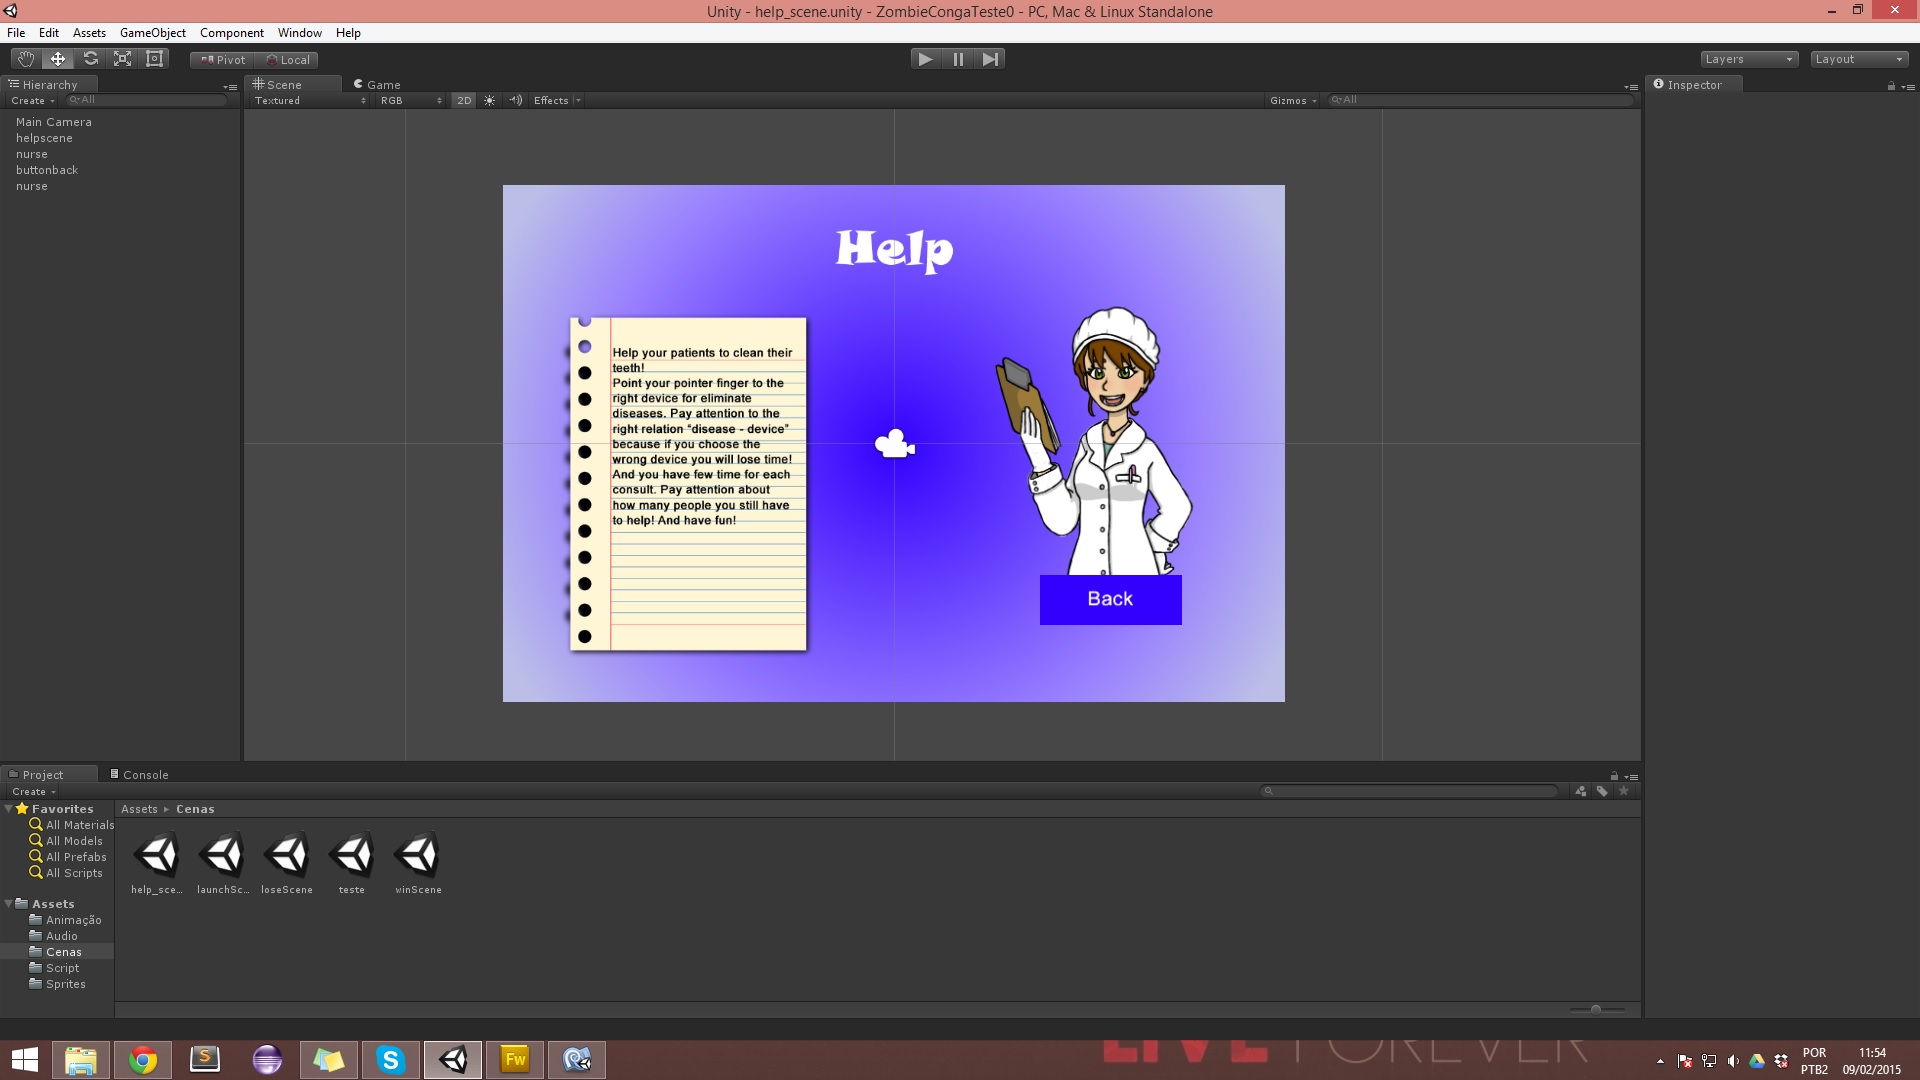 Unity - help_scene.unity - ZombieCongaTeste0 - PC, Mac & Linux Standalone
File Edit Assets GameObject Component Window Help
Pivot Local
Layers Layout
Hierarchy
Create All
Main Camera
helpscene
nurse
buttonback
nurse
Scene Game
Textured RGB 2D Effects Gizmos All
Inspector
Help
Help your patients to clean their
teeth!
Point your pointer finger to the
right device for eliminate
diseases. Pay attention to the
right relation “disease - device”
because if you choose the
wrong device you will lose time!
And you have few time for each
consult. Pay attention about
how many people you still have
to help! And have fun!
Back
Project Console
Create
Favorites
All Materials
All Models
All Prefabs
All Scripts
Assets
Animação
Audio
Cenas
Script
Sprites
Assets ▸ Cenas
help_sce... launchSc... loseScene teste winScene
LIVE FOREVER
S Fw
POR
PTB2
11:54
09/02/2015